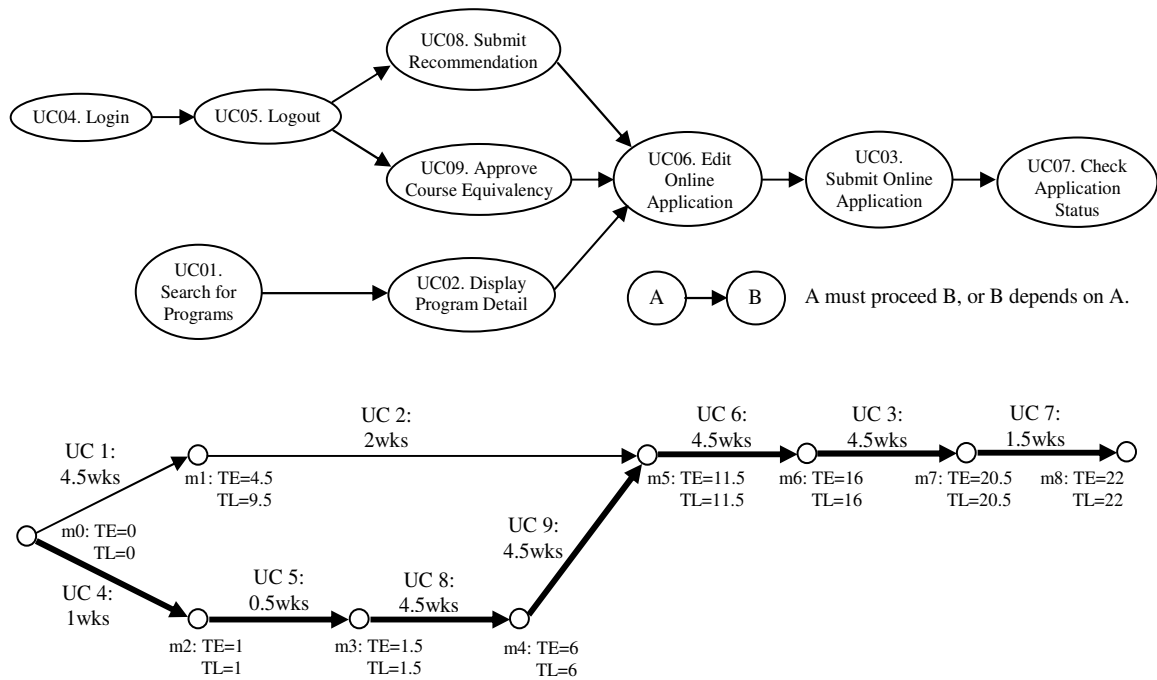 UC08. Submit
Recommendation
UC04. Login
UC05. Logout
UC09. Approve
Course Equivalency
UC06. Edit
Online
Application
UC03.
Submit Online
Application
UC07. Check
Application
Status
UC01.
Search for
Programs
UC02. Display
Program Detail
A
B
A must proceed B, or B depends on A.
UC 1:
4.5wks
UC 2:
2wks
UC 6:
4.5wks
UC 3:
4.5wks
UC 7:
1.5wks
m1: TE=4.5
TL=9.5
m5: TE=11.5
TL=11.5
m6: TE=16
TL=16
m7: TE=20.5
TL=20.5
m8: TE=22
TL=22
m0: TE=0
TL=0
UC 9:
4.5wks
UC 4:
1wks
UC 5:
0.5wks
UC 8:
4.5wks
m2: TE=1
TL=1
m3: TE=1.5
TL=1.5
m4: TE=6
TL=6